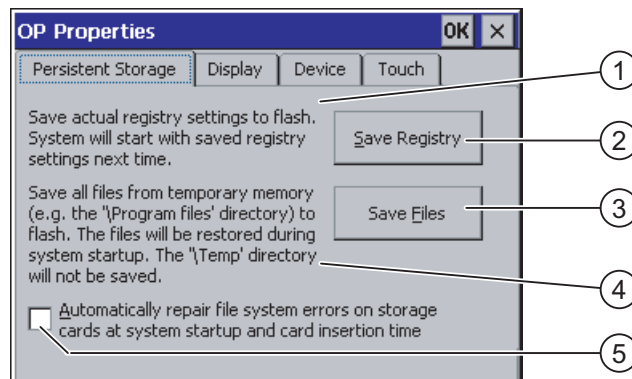 OP Properties OK ×
Persistent Storage Display Device Touch
1
Save actual registry settings to flash.
System will start with saved registry
settings next time.
Save Registry
2
Save all files from temporary memory
(e.g. the '\Program files' directory) to
flash. The files will be restored during
system startup. The '\Temp' directory
will not be saved.
Save Files
3
4
Automatically repair file system errors on storage
cards at system startup and card insertion time
5